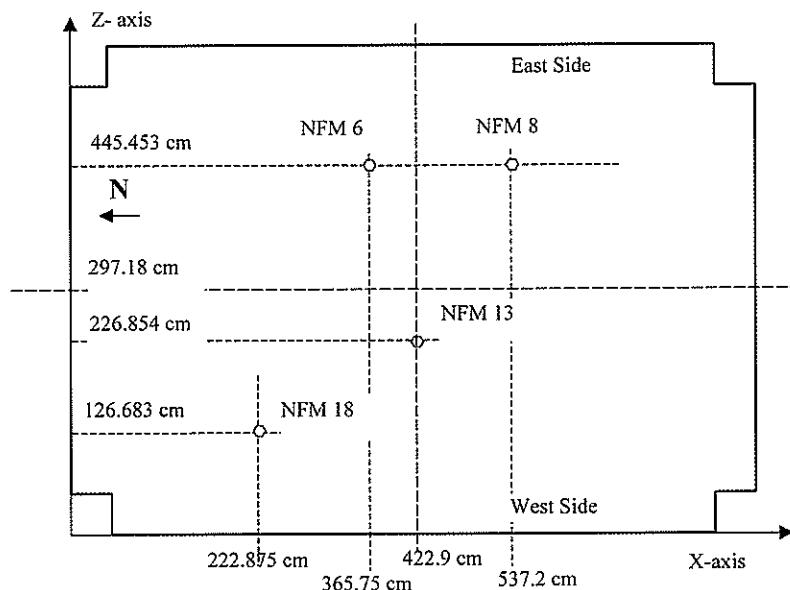 Z- axis
East Side
NFM 6
NFM 8
445.453 cm
N
297.18 cm
226.854 cm
NFM 13
126.683 cm
NFM 18
West Side
222.875 cm
422.9 cm
X-axis
365.75 cm
537.2 cm